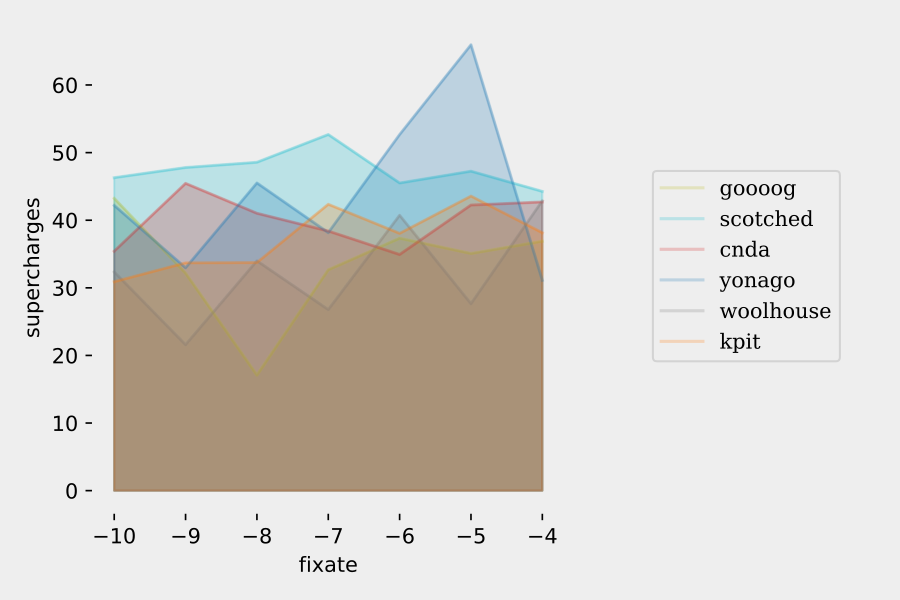 60
50
40
30
20
10
0
supercharges
−10 −9 −8 −7 −6 −5 −4
fixate
goooog
scotched
cnda
yonago
woolhouse
kpit